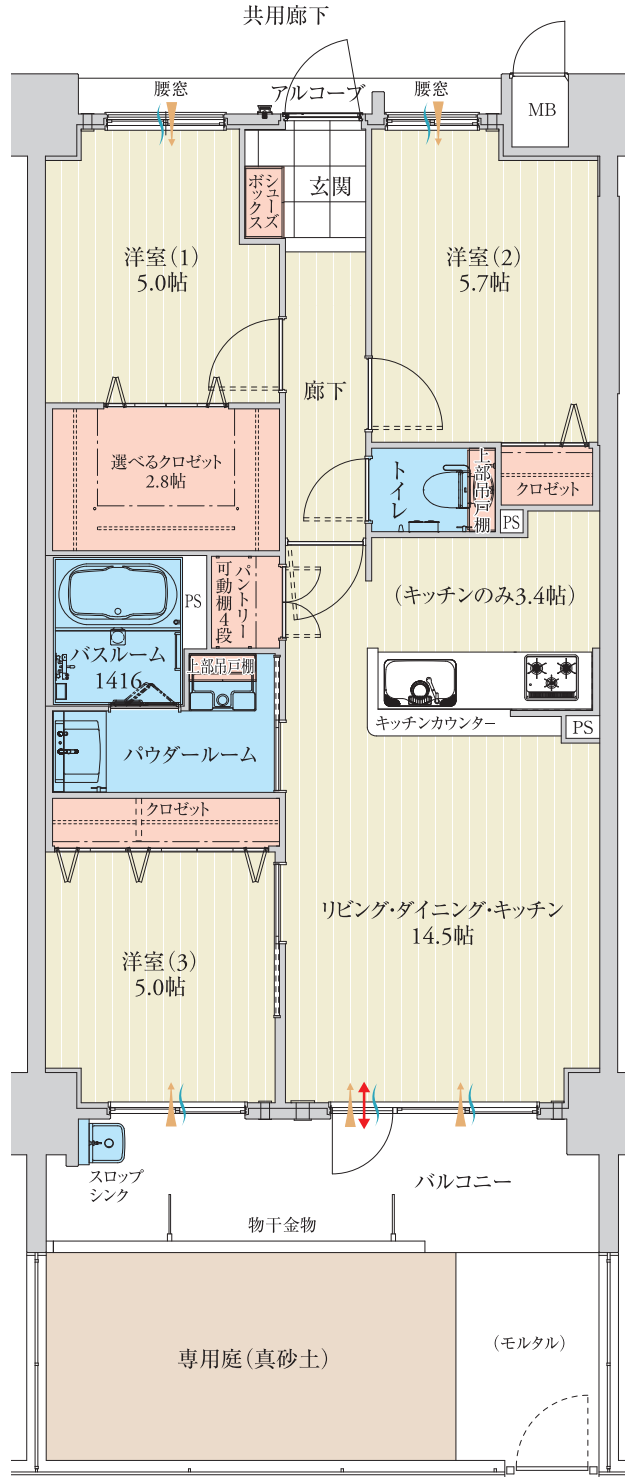 共用廊下
腰窓
アルコーブ
腰窓
MB
シューズ
ボックス
玄関
洋室(1)
5.0帖
洋室(2)
5.7帖
廊下
選べるクロゼット
2.8帖
トイレ
上部吊戸棚
クロゼット
PS
PS
パントリー
可動棚4段
(キッチンのみ3.4帖)
バスルーム
1416
上部吊戸棚
キッチンカウンター
PS
パウダールーム
クロゼット
リビング・ダイニング・キッチン
14.5帖
洋室(3)
5.0帖
スロップ
シンク
バルコニー
物干金物
専用庭(真砂土)
(モルタル)